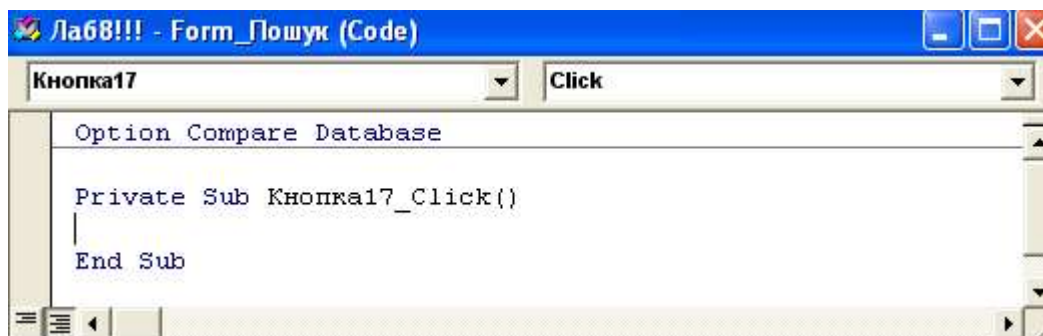 Лаб8!!! - Form_Пошук (Code)
Кнопка17 Click
Option Compare Database
Private Sub Кнопка17_Click()
End Sub